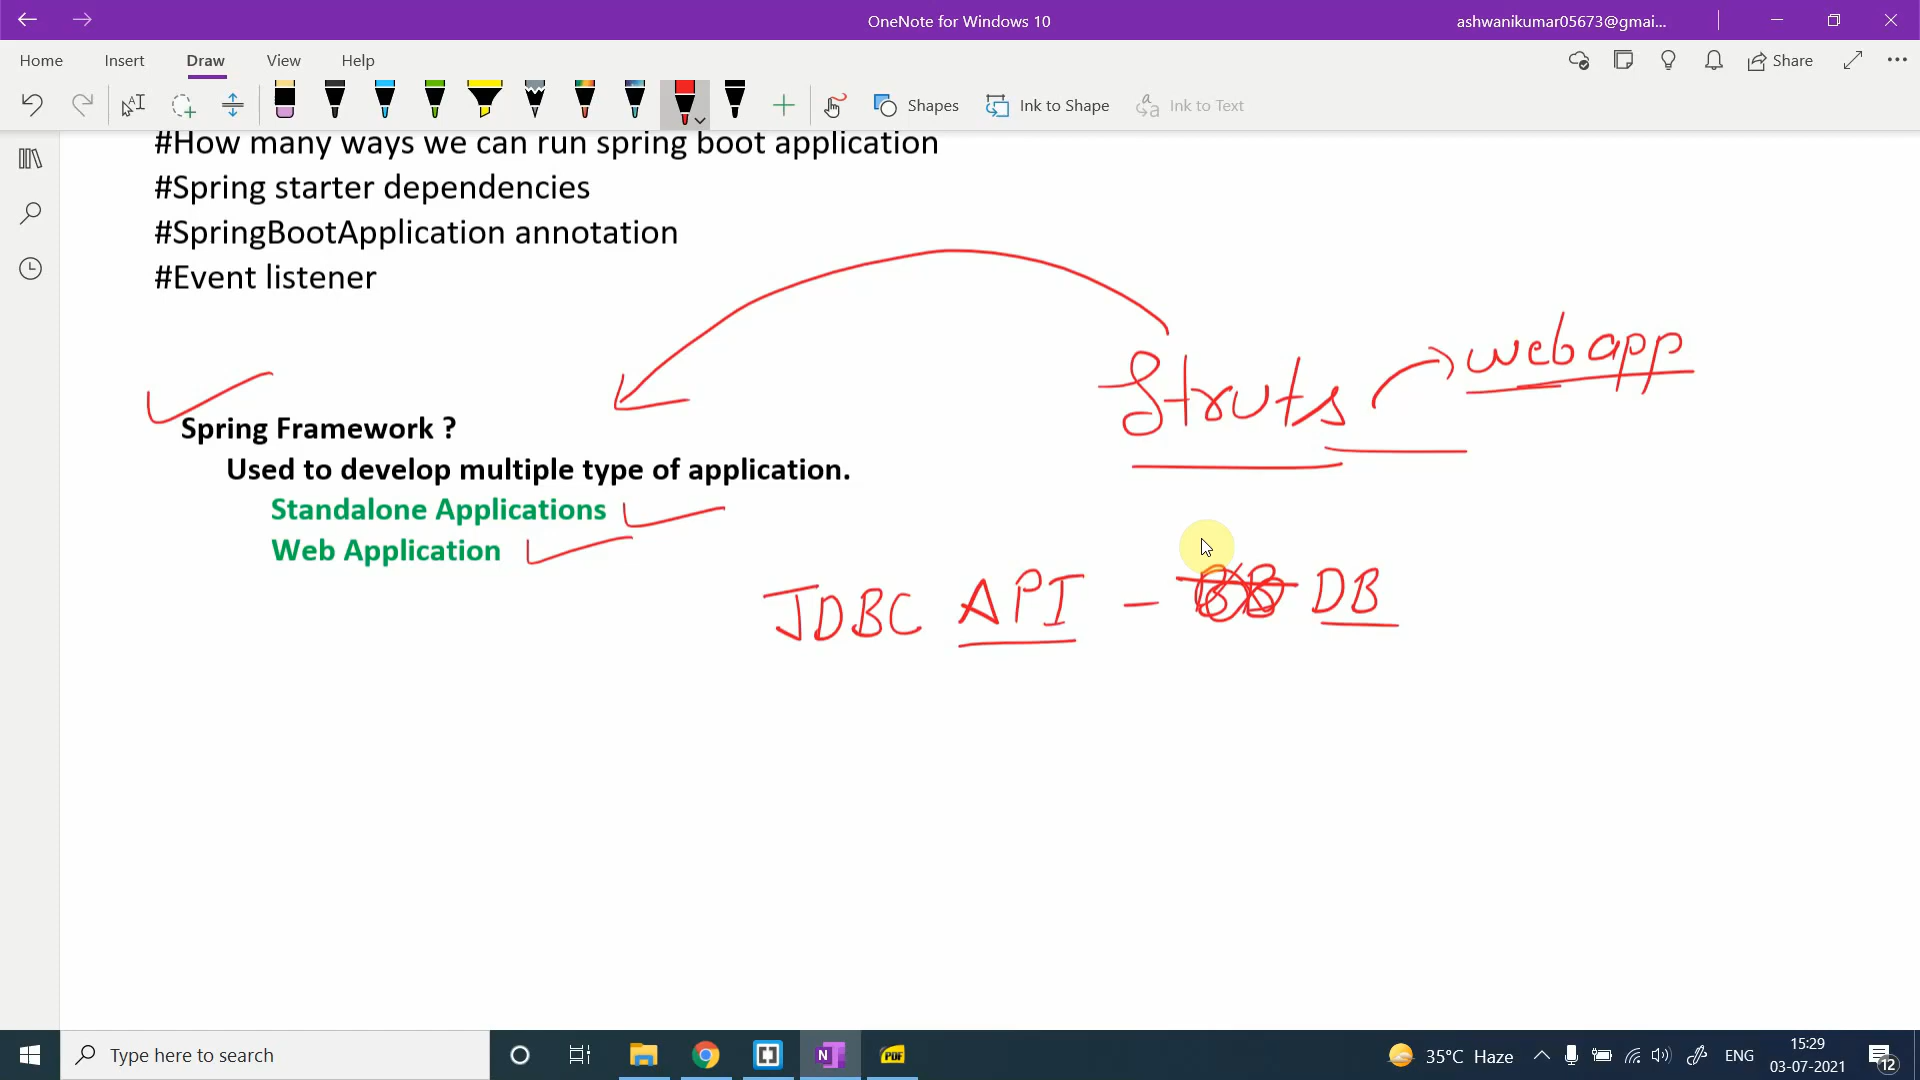 OneNote for Windows 10
ashwanikumar05673@gmai...
Home Insert Draw View Help
Share
Shapes Ink to Shape Ink to Text
#How many ways we can run spring boot application
#Spring starter dependencies
#SpringBootApplication annotation
#Event listener
Struts webapp
Spring Framework ?
Used to develop multiple type of application.
Standalone Applications
Web Application
JDBC API - DB
Type here to search
N
PDF
35°C Haze
ENG
15:29
03-07-2021
12